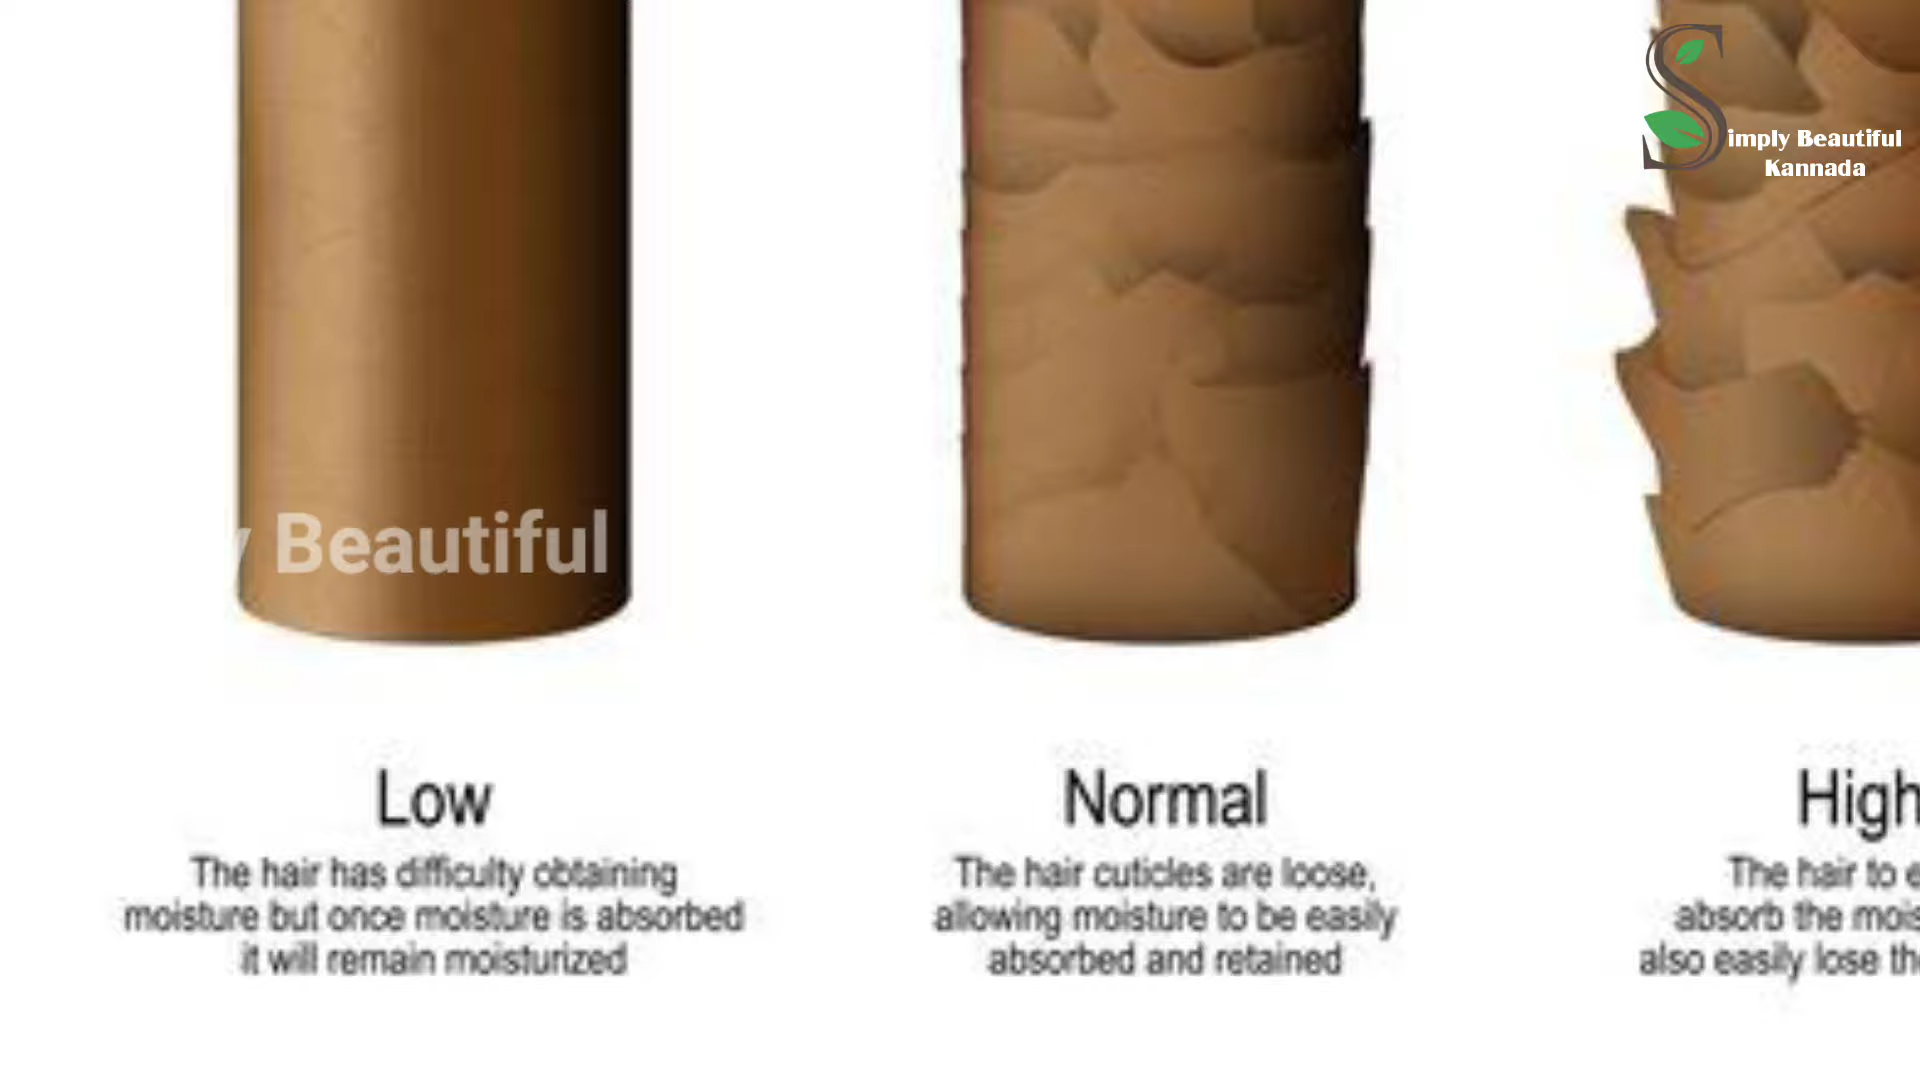 Simply Beautiful
Kannada
Beautiful
Low
The hair has difficulty obtaining
moisture but once moisture is absorbed
it will remain moisturized
Normal
The hair cuticles are loose,
allowing moisture to be easily
absorbed and retained
High
The hair to
absorb the
also easily lose